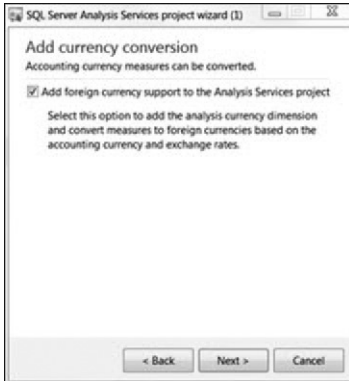 SQL Server Analysis Services project wizard (1)
Add currency conversion
Accounting currency measures can be converted.
Add foreign currency support to the Analysis Services project
Select this option to add the analysis currency dimension
and convert measures to foreign currencies based on the
accounting currency and exchange rates.
< Back
Next >
Cancel